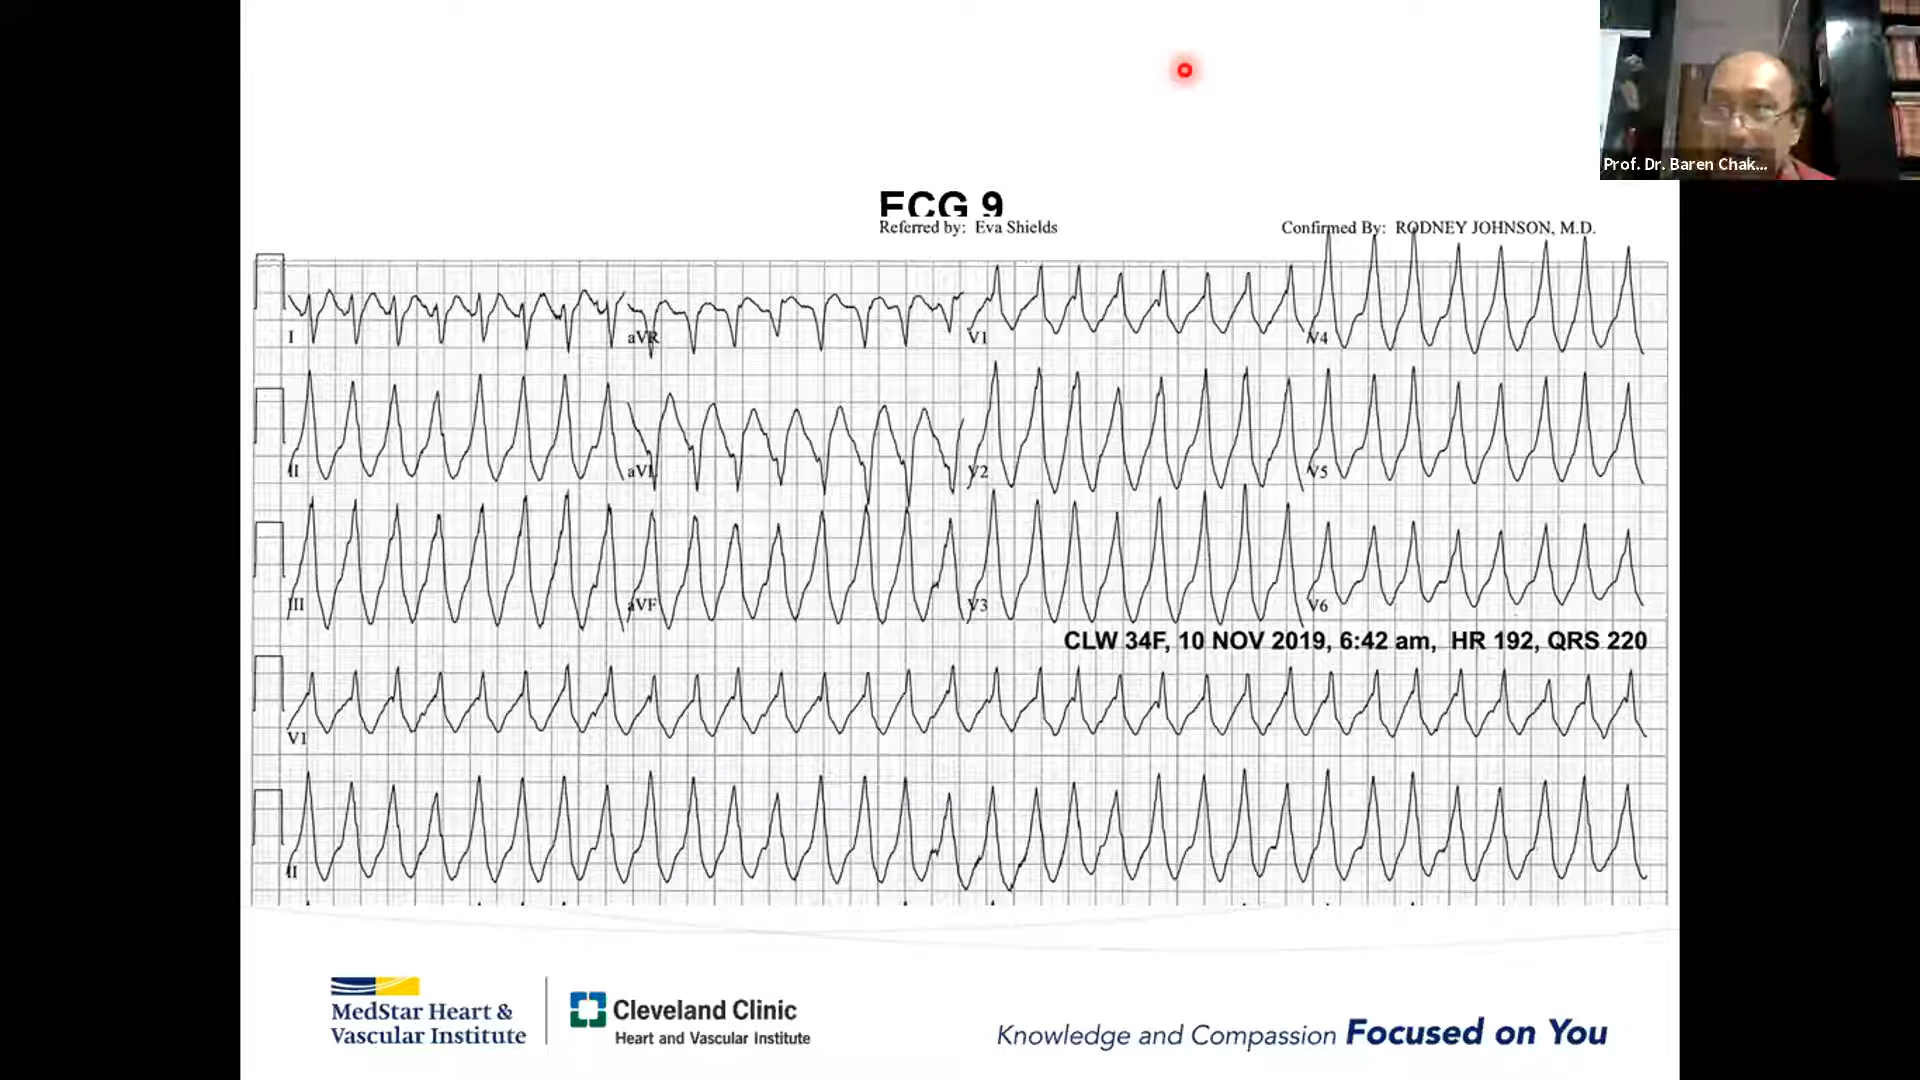 Prof. Dr. Baren Chak...
ECG 9
Referred by: Eva Shields
Confirmed By: RODNEY JOHNSON, M.D.
I
aVR
V1
V4
II
aVL
V2
V5
III
aVF
V3
V6
CLW 34F, 10 NOV 2019, 6:42 am, HR 192, QRS 220
V1
II
MedStar Heart &
Vascular Institute
Cleveland Clinic
Heart and Vascular Institute
Knowledge and Compassion Focused on You